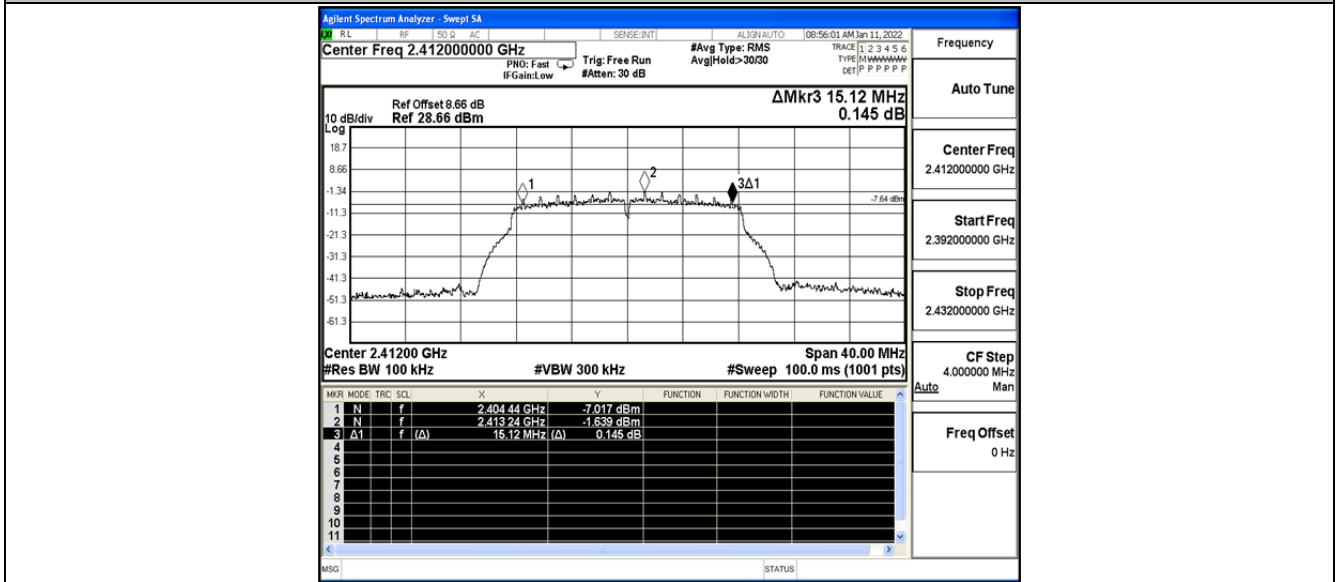 Agilent Spectrum Analyzer - Swept SA
LXI RL RF 50 Ω AC SENSE:INT ALIGN AUTO 08:56:01 AM Jan 11, 2022
Center Freq 2.412000000 GHz
#Avg Type: RMS
TRACE 1 2 3 4 5 6
PNO: Fast
Trig: Free Run
Avg|Hold:>30/30
TYPE M WWWWW
IFGain:Low
#Atten: 30 dB
DET P P P P P P
ΔMkr3 15.12 MHz
0.145 dB
Ref Offset 8.66 dB
10 dB/div Ref 28.66 dBm
Log
18.7
8.66
-1.34
-11.3
-21.3
-31.3
-41.3
-51.3
-61.3
1
2
3Δ1
-7.64 dBm
Center 2.41200 GHz Span 40.00 MHz
#Res BW 100 kHz #VBW 300 kHz #Sweep 100.0 ms (1001 pts)
MKR MODE TRC SCL X Y FUNCTION FUNCTION WIDTH FUNCTION VALUE
1 N f 2.404 44 GHz -7.017 dBm
2 N f 2.413 24 GHz -1.639 dBm
3 Δ1 f (Δ) 15.12 MHz (Δ) 0.145 dB
4
5
6
7
8
9
10
11
MSG STATUS
Frequency
Auto Tune
Center Freq
2.412000000 GHz
Start Freq
2.392000000 GHz
Stop Freq
2.432000000 GHz
CF Step
4.000000 MHz
Auto Man
Freq Offset
0 Hz